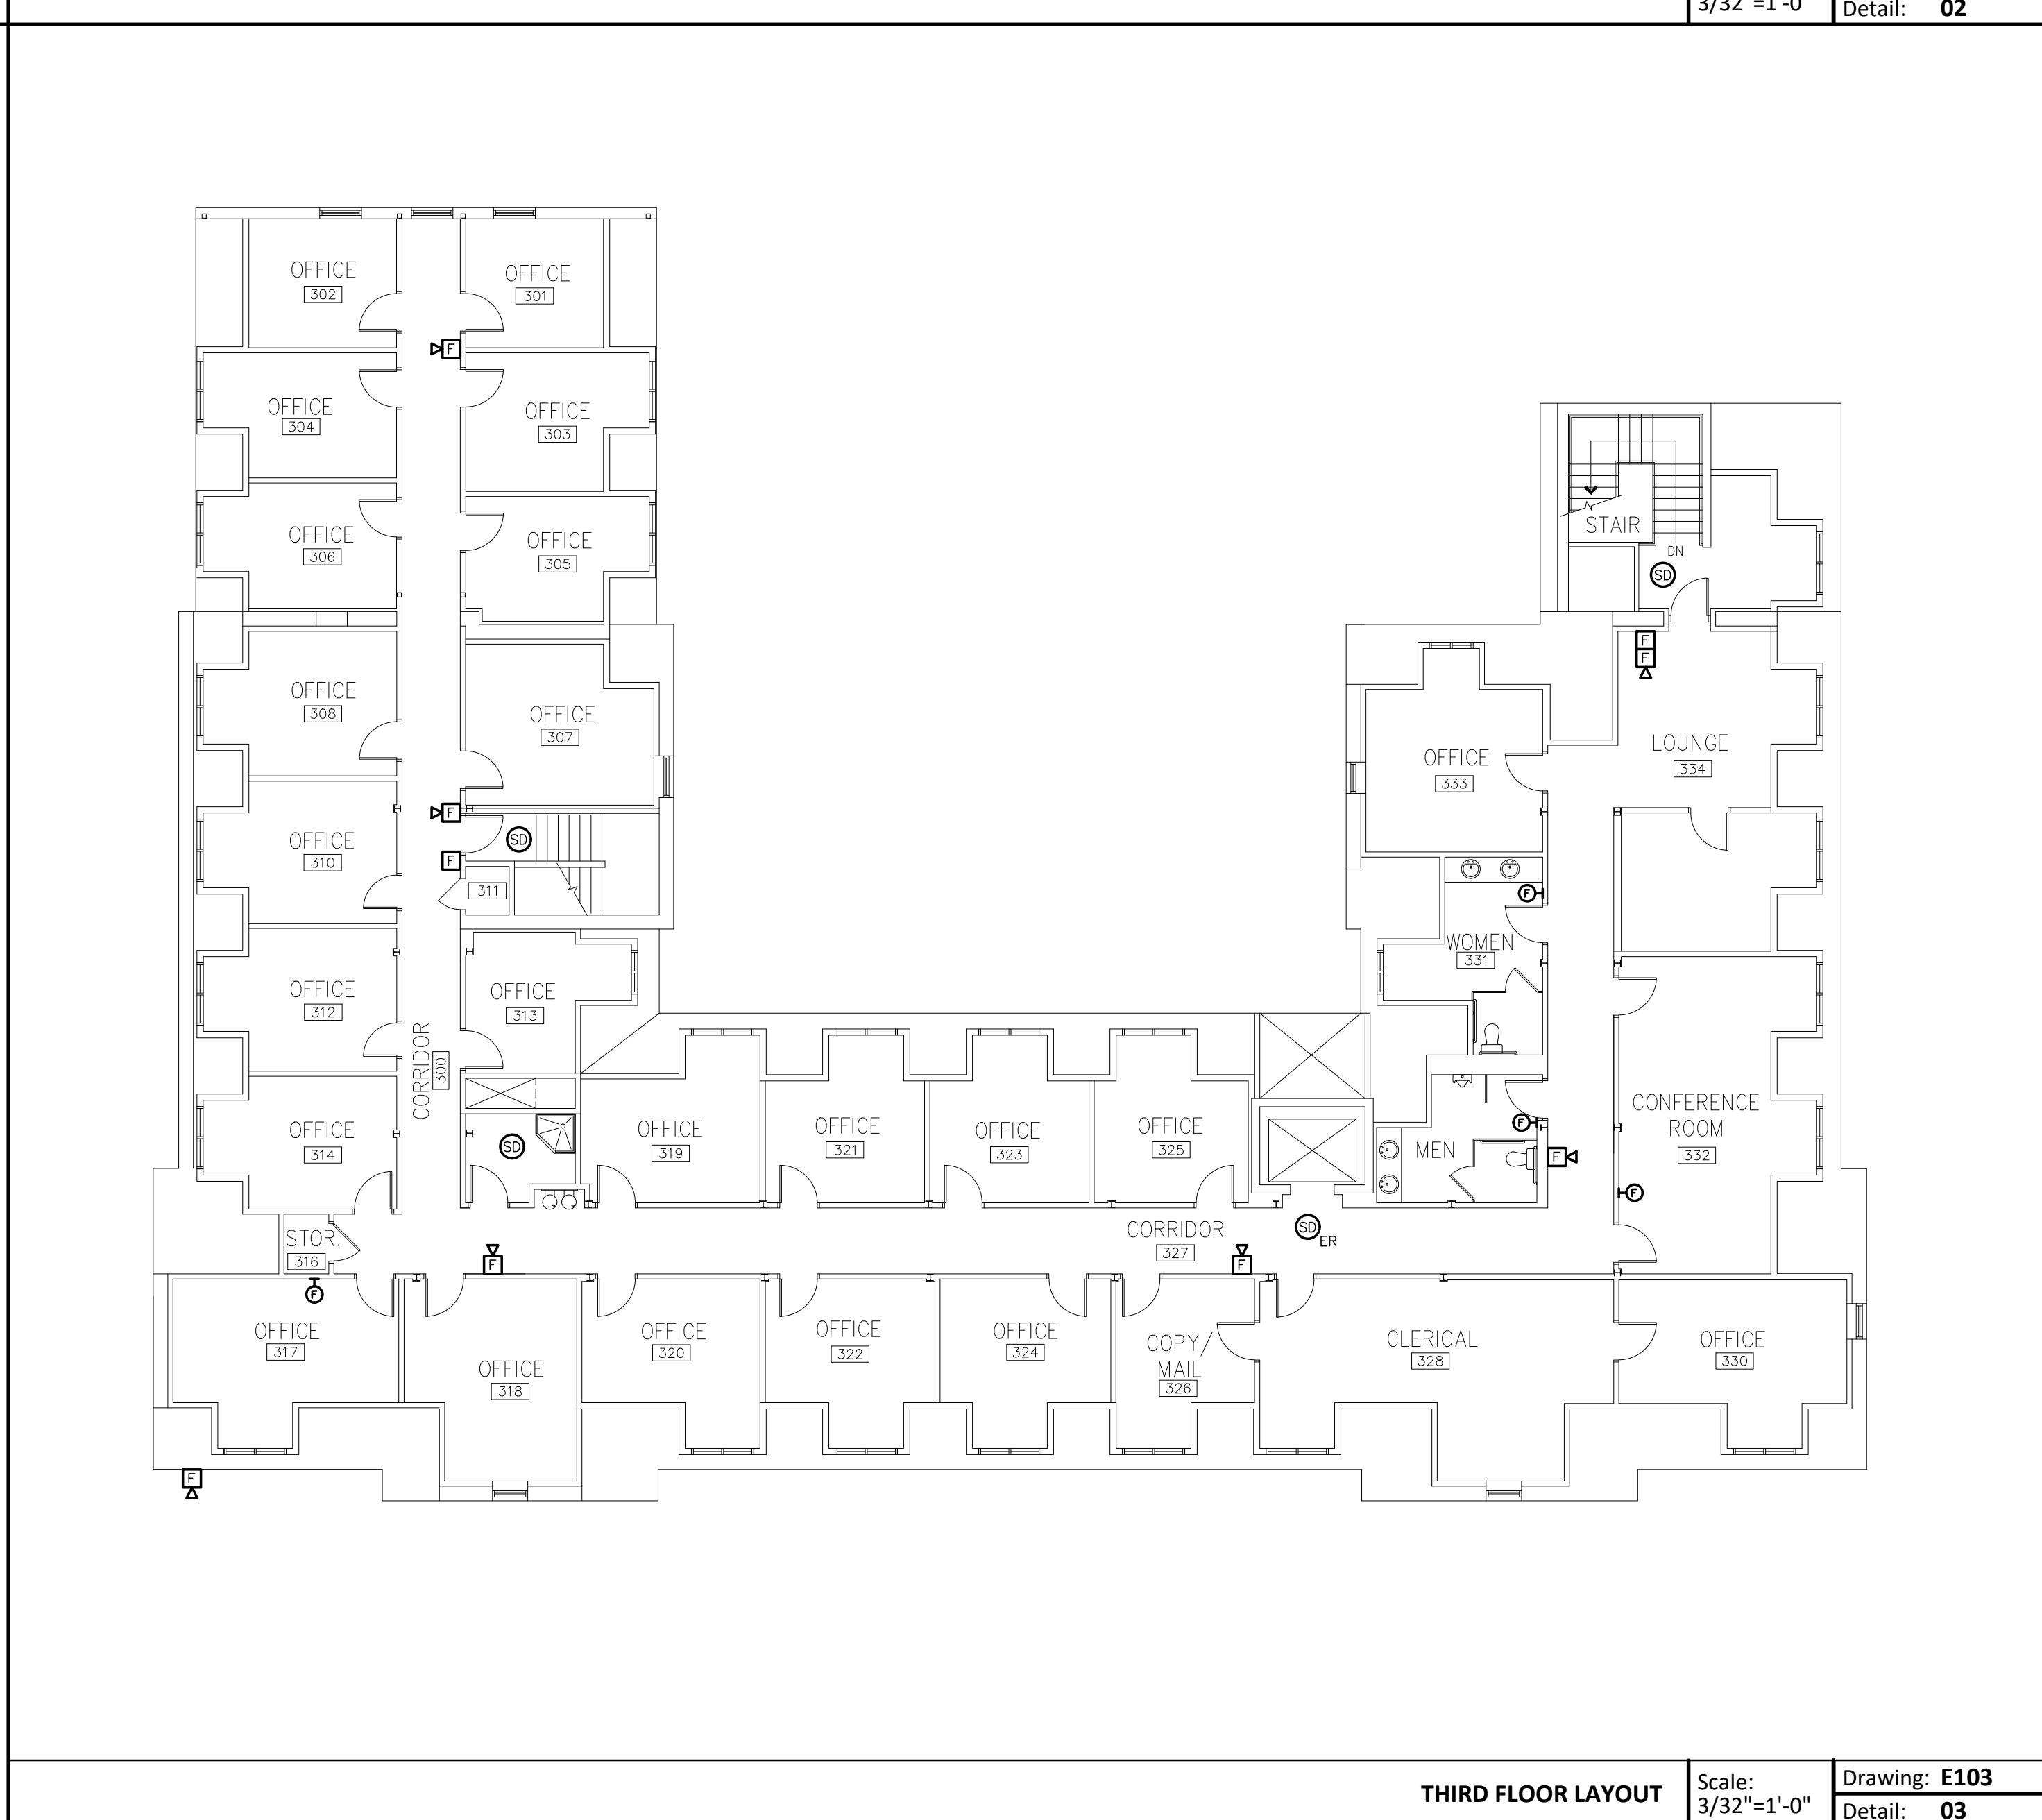 3/32"=1'-0"
Detail: 02
OFFICE
302
OFFICE
301
F
OFFICE
304
OFFICE
303
OFFICE
306
OFFICE
305
STAIR
DN
SD
OFFICE
308
OFFICE
307
F
F
OFFICE
333
LOUNGE
334
F
OFFICE
310
SD
F
311
F
WOMEN
331
OFFICE
312
OFFICE
313
CORRIDOR
300
OFFICE
314
SD
OFFICE
319
OFFICE
321
OFFICE
323
OFFICE
325
MEN
F
F
CONFERENCE
ROOM
332
F
STOR.
316
F
CORRIDOR
327
F
SD
ER
F
OFFICE
317
OFFICE
318
OFFICE
320
OFFICE
322
OFFICE
324
COPY/
MAIL
326
CLERICAL
328
OFFICE
330
F
THIRD FLOOR LAYOUT
Scale:
3/32"=1'-0"
Drawing: E103
Detail: 03